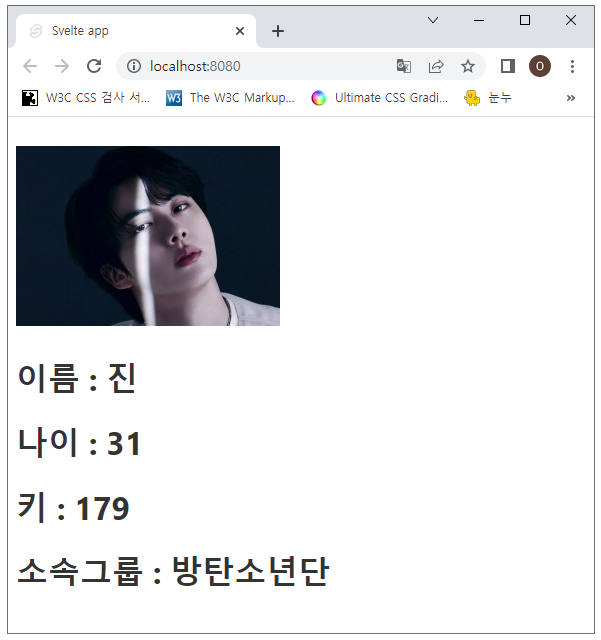 Svelte app
localhost:8080
O
W3C CSS 검사 서... The W3C Markup... Ultimate CSS Gradi... 눈누
이름 : 진
나이 : 31
키 : 179
소속그룹 : 방탄소년단